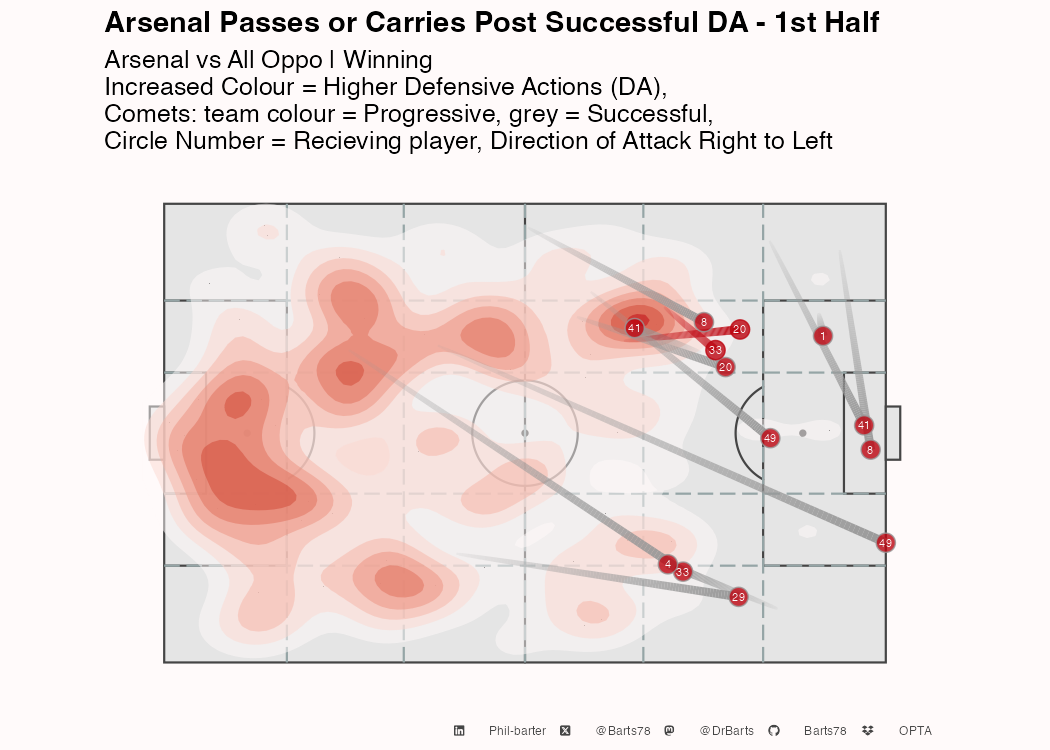 Arsenal Passes or Carries Post Successful DA - 1st Half
Arsenal vs All Oppo | Winning
Increased Colour = Higher Defensive Actions (DA),
Comets: team colour = Progressive, grey = Successful,
Circle Number = Recieving player, Direction of Attack Right to Left
41
8
20
33
20
1
49
41
8
49
4
33
29
Phil-barter
@Barts78
@DrBarts
Barts78
OPTA